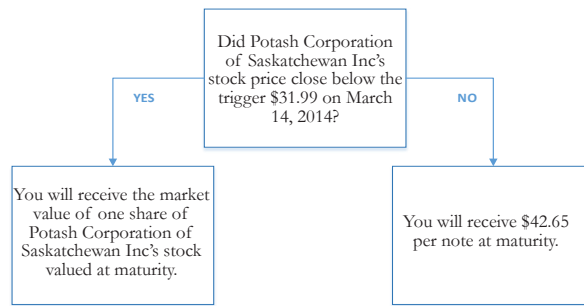 Did Potash Corporation
of Saskatchewan Inc's
stock price close below the
trigger $31.99 on March
14, 2014?
YES
NO
You will receive the market
value of one share of
Potash Corporation of
Saskatchewan Inc's stock
valued at maturity.
You will receive $42.65
per note at maturity.